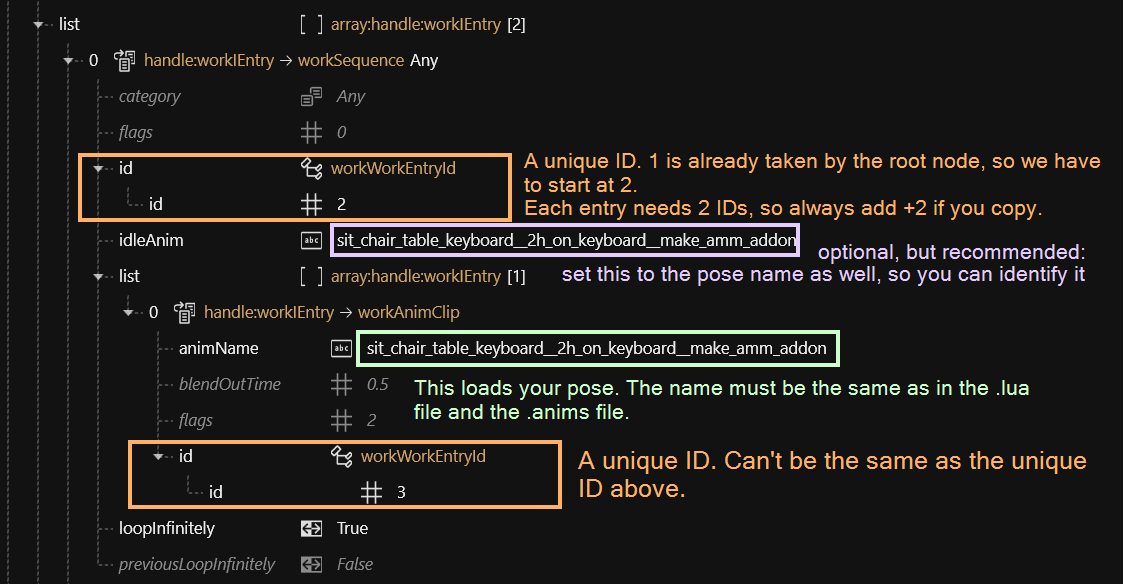 list [ ] array:handle:workIEntry [2]
0 handle:workIEntry → workSequence Any
category Any
flags 0
id workWorkEntryId
id 2
A unique ID. 1 is already taken by the root node, so we have
to start at 2.
Each entry needs 2 IDs, so always add +2 if you copy.
idleAnim abc sit_chair_table_keyboard__2h_on_keyboard__make_amm_addon
optional, but recommended:
set this to the pose name as well, so you can identify it
list [ ] array:handle:workIEntry [1]
0 handle:workIEntry → workAnimClip
animName abc sit_chair_table_keyboard__2h_on_keyboard__make_amm_addon
blendOutTime 0.5
flags 2
This loads your pose. The name must be the same as in the .lua
file and the .anims file.
id workWorkEntryId
id 3
A unique ID. Can't be the same as the unique
ID above.
loopInfinitely True
previousLoopInfinitely False